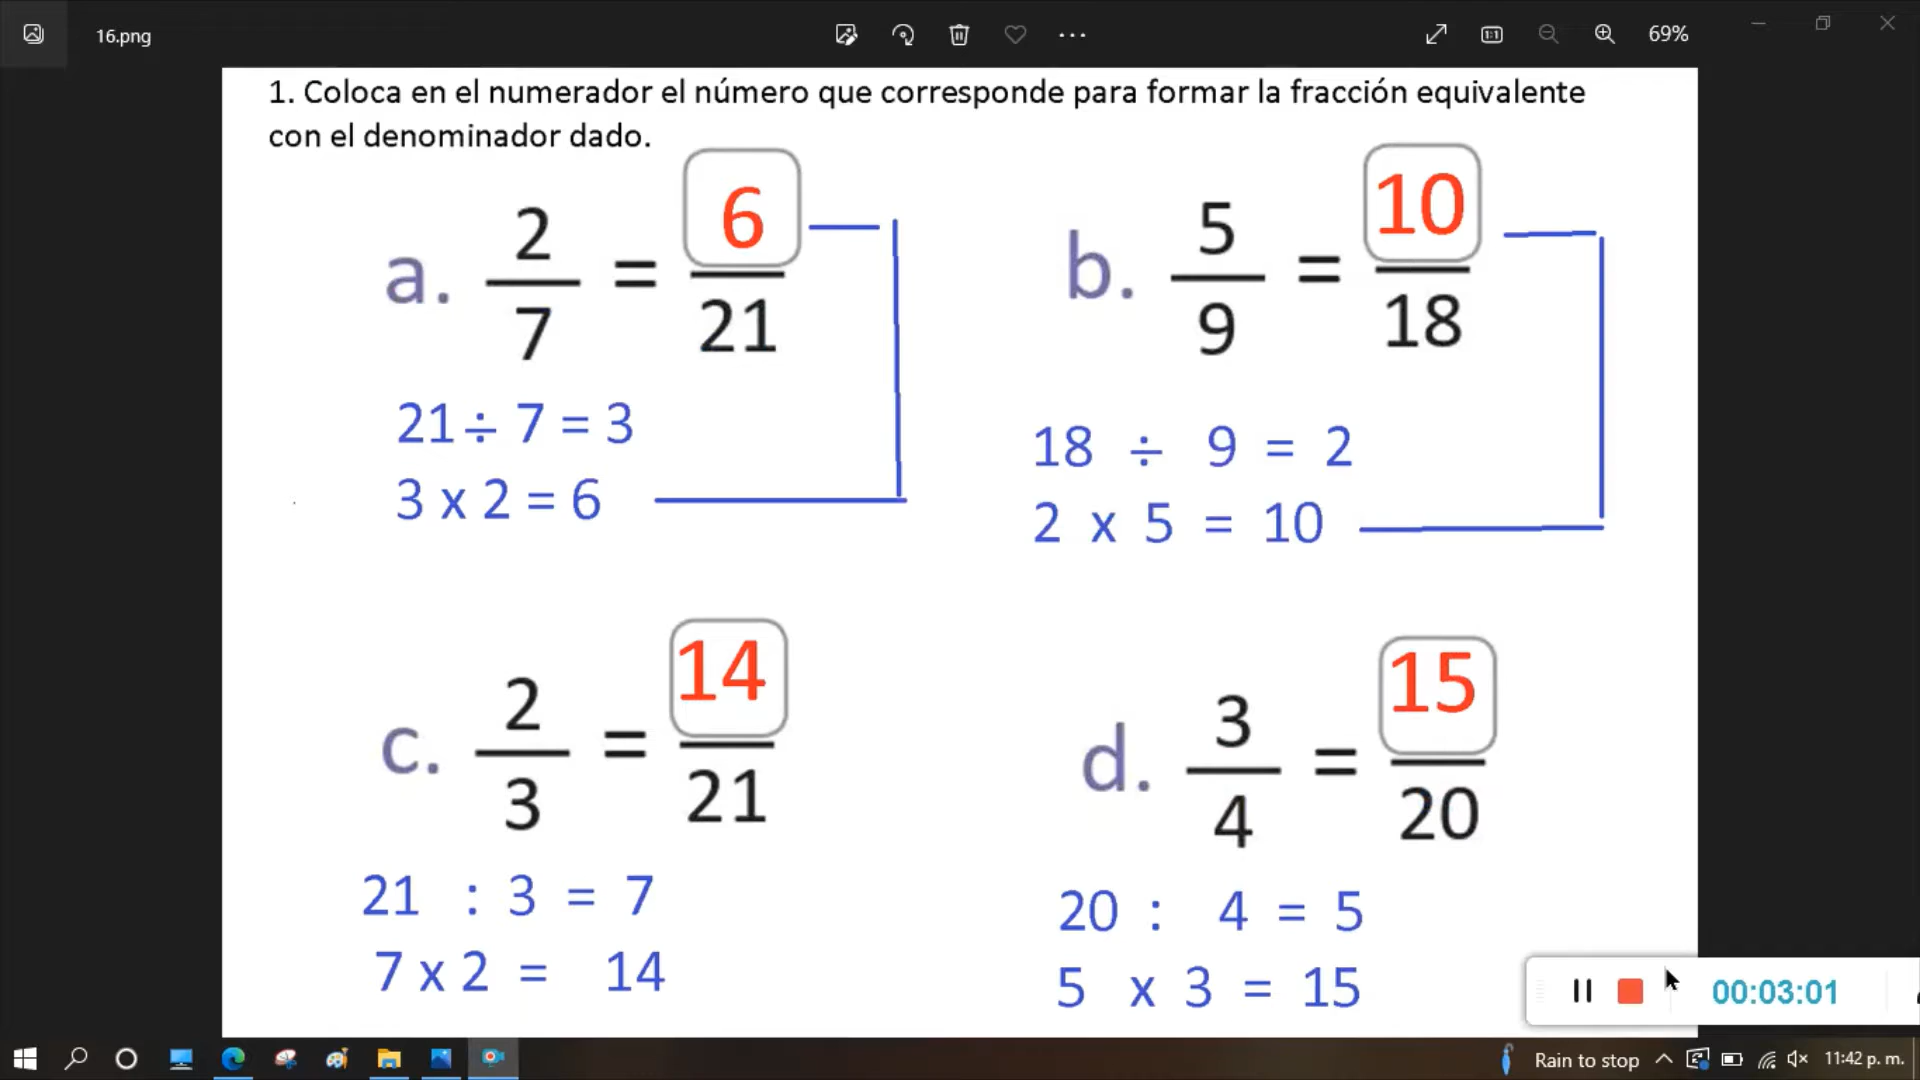 16.png
69%
1. Coloca en el numerador el número que corresponde para formar la fracción equivalente
con el denominador dado.
a. 2/7 = 6/21
21 ÷ 7 = 3
3 x 2 = 6
b. 5/9 = 10/18
18 ÷ 9 = 2
2 x 5 = 10
c. 2/3 = 14/21
21 : 3 = 7
7 x 2 = 14
d. 3/4 = 15/20
20 : 4 = 5
5 x 3 = 15
00:03:01
Rain to stop
11:42 p. m.